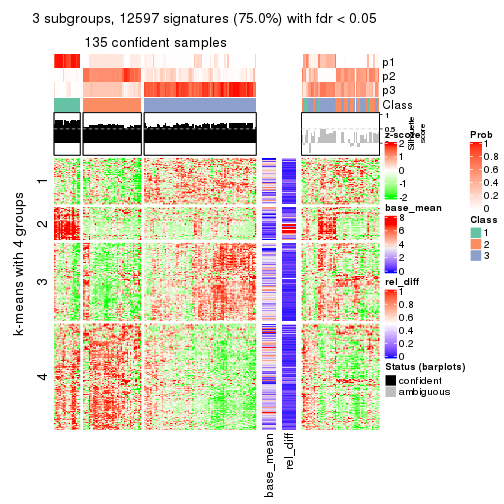 3 subgroups, 12597 signatures (75.0%) with fdr < 0.05
135 confident samples
p1
p2
p3
Class
1
0.5
0
Silhouette
score
k-means with 4 groups
1
2
3
4
base_mean
rel_diff
z-score
2
1
0
-1
-2
base_mean
8
6
4
2
0
rel_diff
1
0.8
0.6
0.4
0.2
0
Status (barplots)
confident
ambiguous
Prob
1
0.8
0.6
0.4
0.2
0
Class
1
2
3